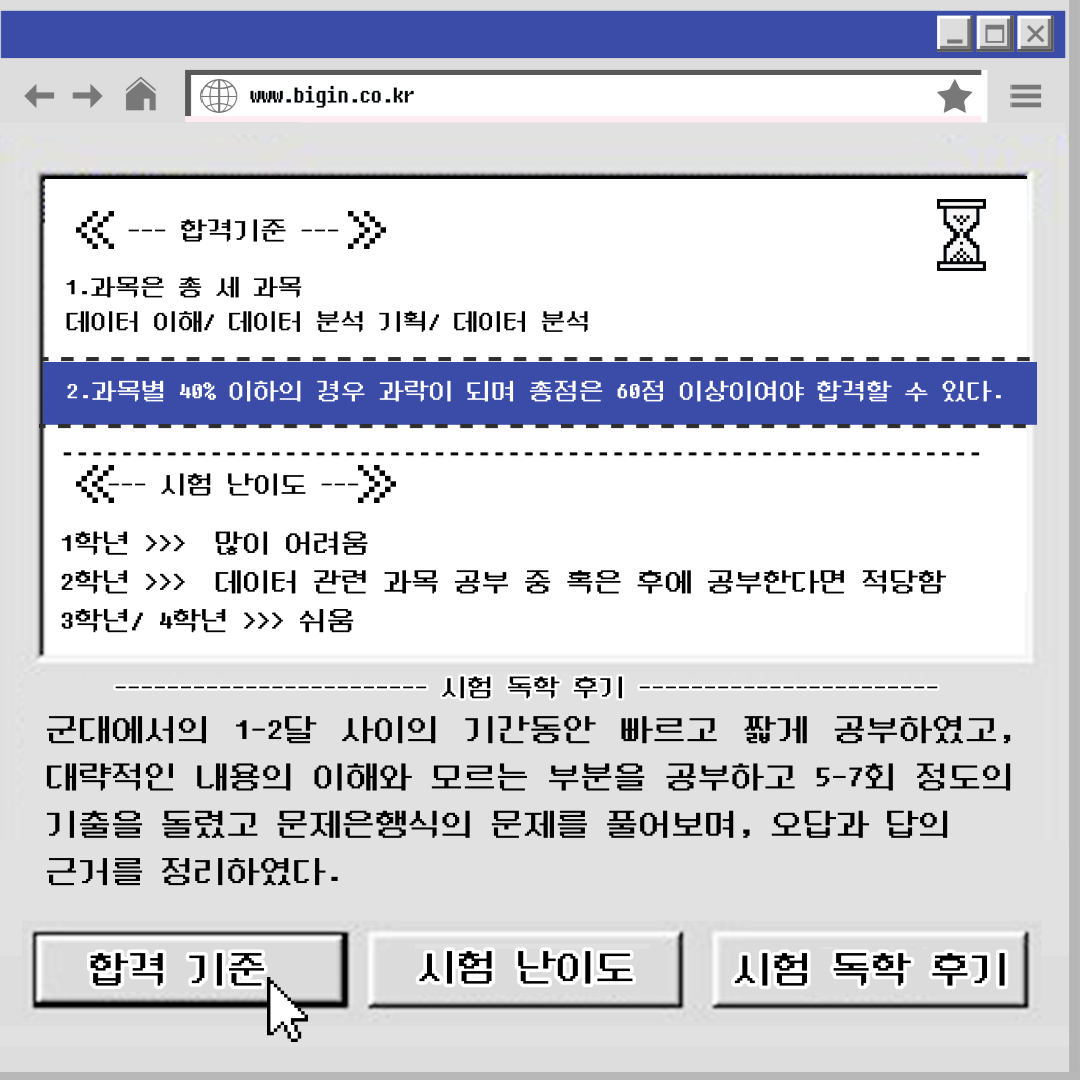 www.bigin.co.kr
--- 합격기준 ---
1.과목은 총 세 과목
데이터 이해/ 데이터 분석 기획/ 데이터 분석
2.과목별 40% 이하의 경우 과락이 되며 총점은 60점 이상이여야 합격할 수 있다.
--- 시험 난이도 ---
1학년 >>> 많이 어려움
2학년 >>> 데이터 관련 과목 공부 중 혹은 후에 공부한다면 적당함
3학년/ 4학년 >>> 쉬움
시험 독학 후기
군대에서의 1-2달 사이의 기간동안 빠르고 짧게 공부하였고,
대략적인 내용의 이해와 모르는 부분을 공부하고 5-7회 정도의
기출을 돌렸고 문제은행식의 문제를 풀어보며, 오답과 답의
근거를 정리하였다.
합격 기준
시험 난이도
시험 독학 후기